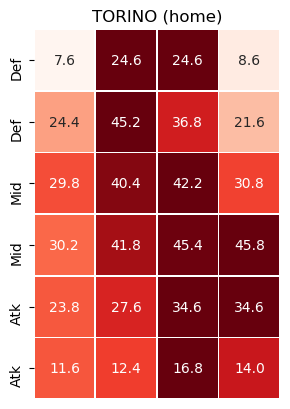 TORINO (home)
Def 7.6 24.6 24.6 8.6
Def 24.4 45.2 36.8 21.6
Mid 29.8 40.4 42.2 30.8
Mid 30.2 41.8 45.4 45.8
Atk 23.8 27.6 34.6 34.6
Atk 11.6 12.4 16.8 14.0